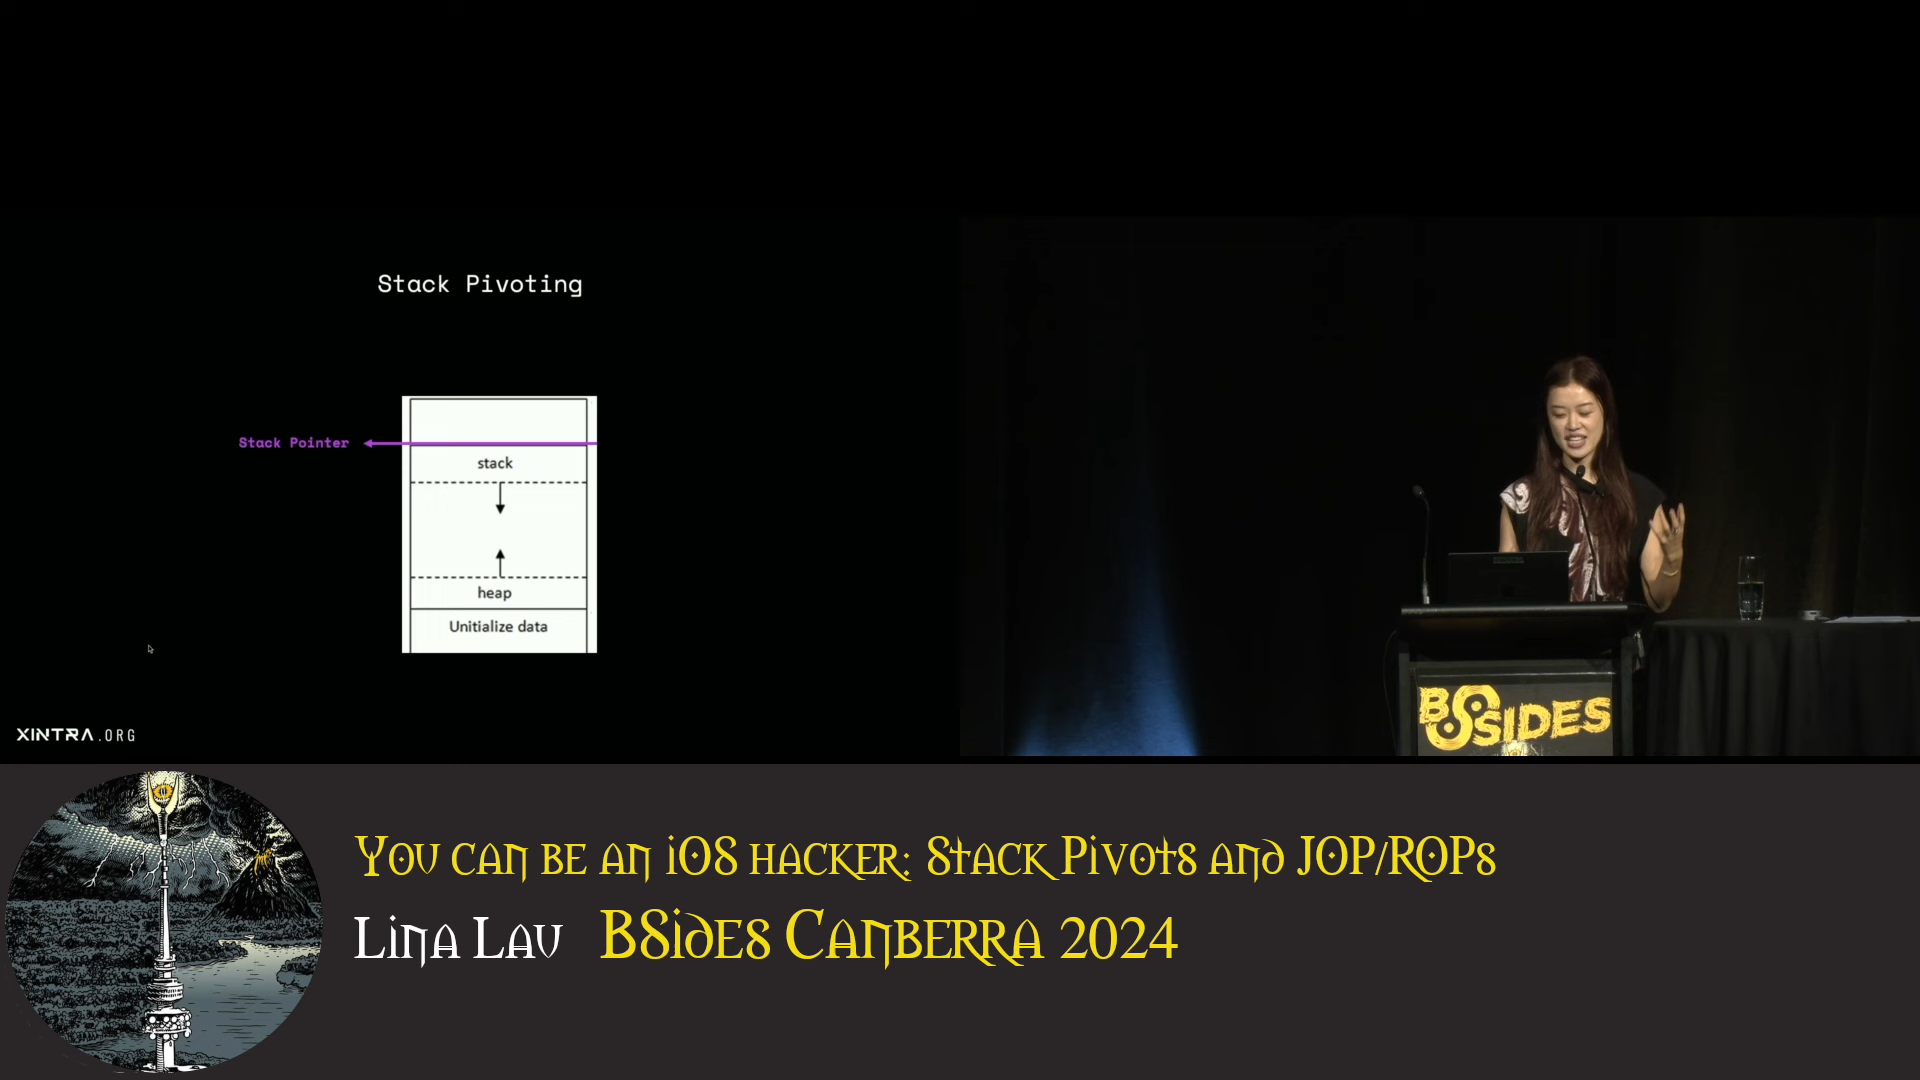 Stack Pivoting
Stack Pointer
stack
heap
Unitialize data
XINTRA.ORG
BSIDES
You can be an iOS hacker: Stack Pivots and JOP/ROPs
Lina Lau BSides Canberra 2024